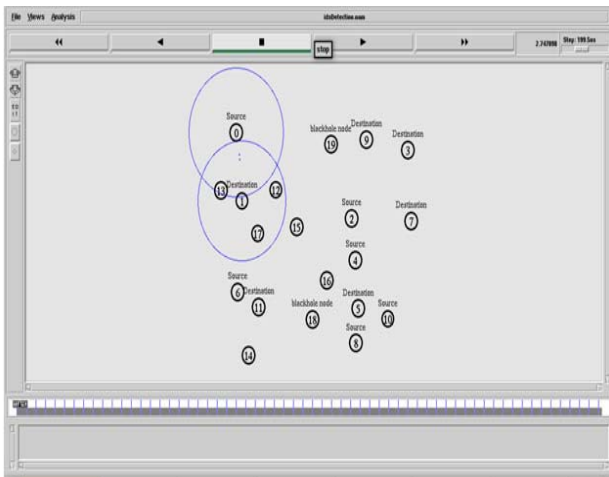 File Views Analysis
idsDetection.nam
2.747898
Step: 199.5us
stop
Source
0
blackhole node
19
Destination
9
Destination
3
13
Destination
1
12
17
15
Source
2
Destination
7
Source
4
16
Source
6
Destination
11
blackhole node
18
Destination
5
Source
10
Source
8
14